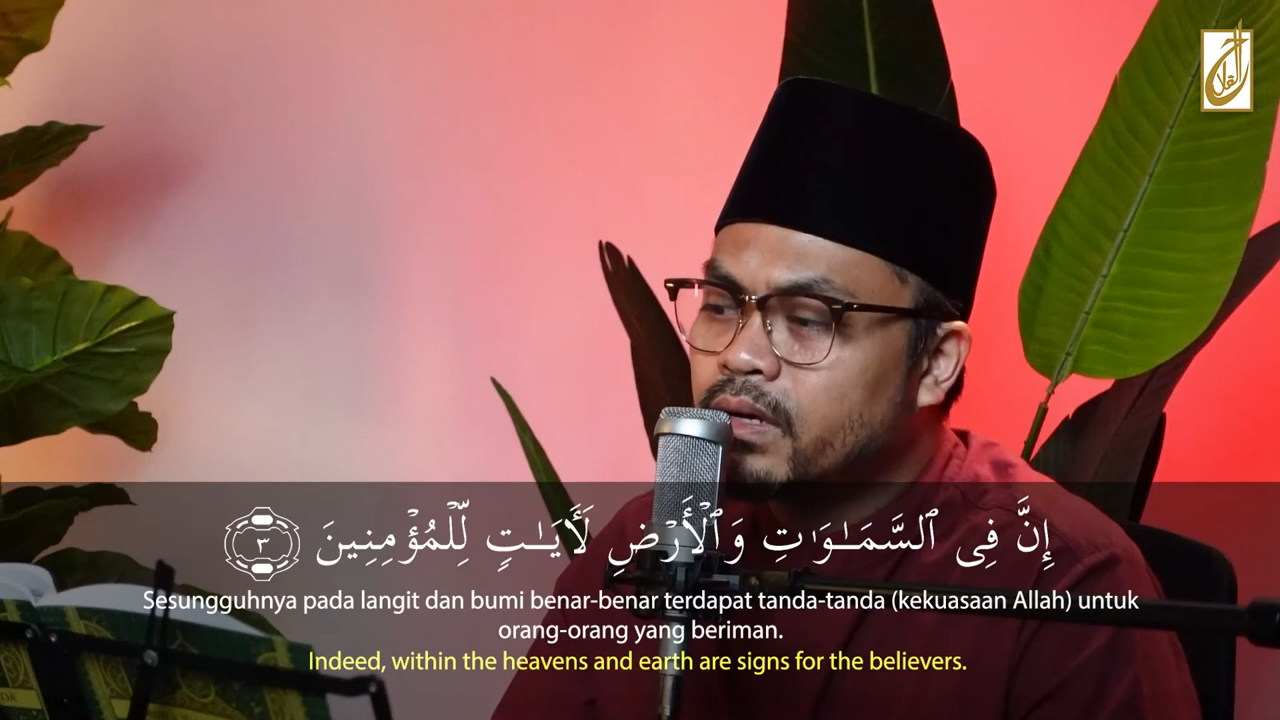 العلا
إِنَّ فِى ٱلسَّمَـٰوَٰتِ وَٱلْأَرْضِ لَـَٔايَـٰتٍ لِّلْمُؤْمِنِينَ ٣
Sesungguhnya pada langit dan bumi benar-benar terdapat tanda-tanda (kekuasaan Allah) untuk
orang-orang yang beriman.
Indeed, within the heavens and earth are signs for the believers.